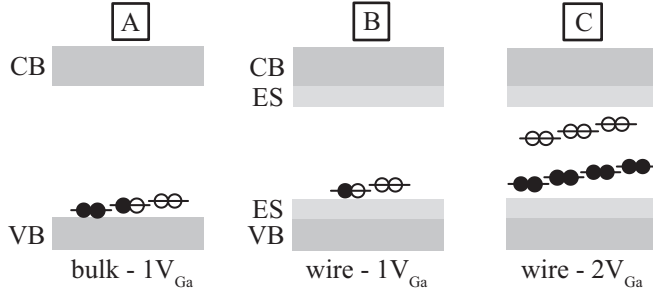 A
B
C
CB
CB
ES
ES
VB
VB
bulk - 1V_Ga
wire - 1V_Ga
wire - 2V_Ga